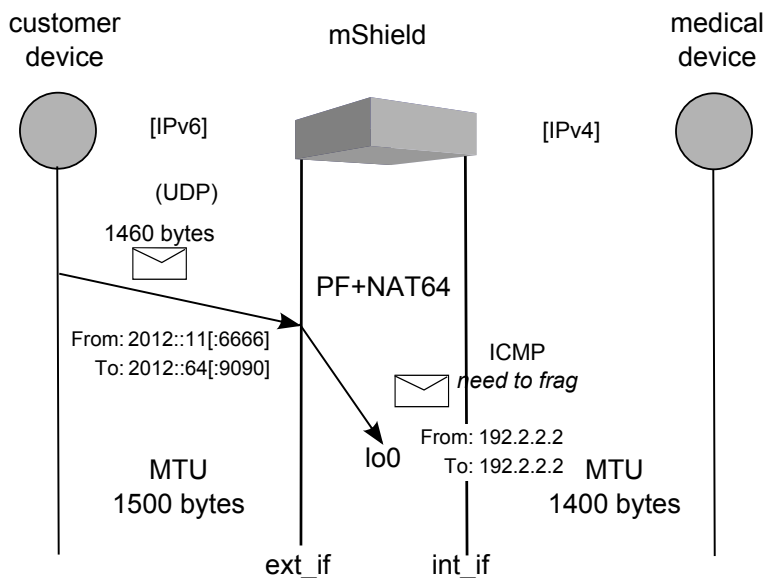 customer
device
mShield
medical
device
[IPv6]
[IPv4]
(UDP)
1460 bytes
PF+NAT64
From: 2012::11[:6666]
To: 2012::64[:9090]
ICMP
need to frag
lo0
From: 192.2.2.2
To: 192.2.2.2
MTU
1500 bytes
MTU
1400 bytes
ext_if
int_if